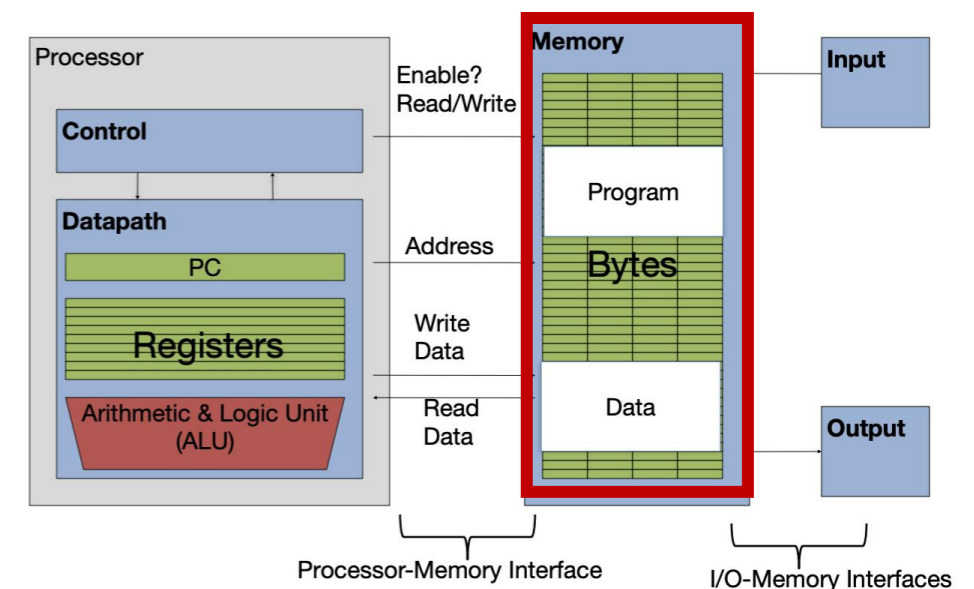 Processor
Control
Datapath
PC
Registers
Arithmetic & Logic Unit
(ALU)
Enable?
Read/Write
Address
Write
Data
Read
Data
Processor-Memory Interface
Memory
Program
Bytes
Data
Input
Output
I/O-Memory Interfaces